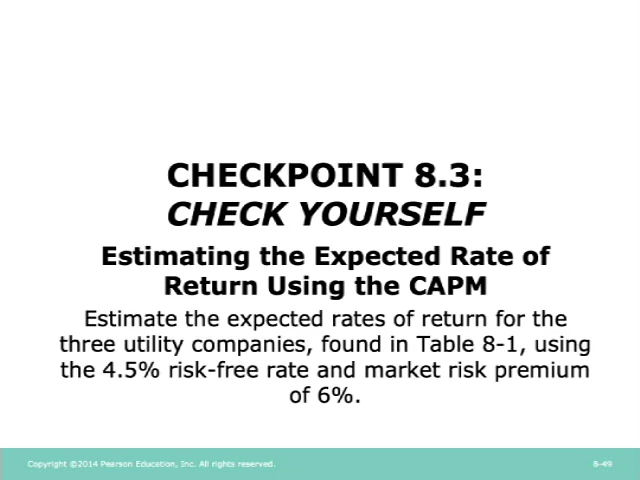 CHECKPOINT 8.3:
CHECK YOURSELF
Estimating the Expected Rate of
Return Using the CAPM
Estimate the expected rates of return for the
three utility companies, found in Table 8-1, using
the 4.5% risk-free rate and market risk premium
of 6%.
Copyright ©2014 Pearson Education, Inc. All rights reserved.
8-49